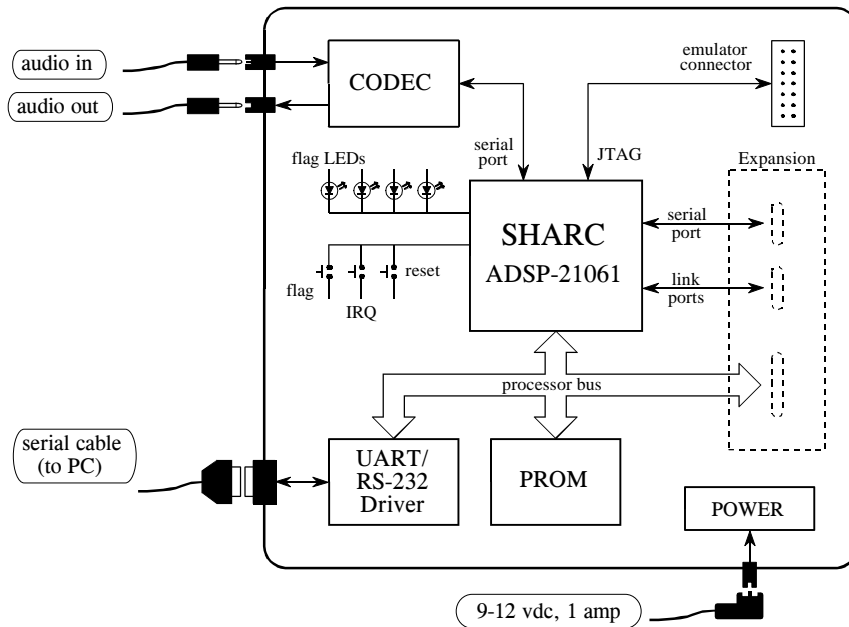 audio in
audio out
CODEC
emulator
connector
serial
port
JTAG
flag LEDs
Expansion
SHARC
ADSP-21061
serial
port
link
ports
reset
flag
IRQ
processor bus
serial cable
(to PC)
UART/
RS-232
Driver
PROM
POWER
9-12 vdc, 1 amp